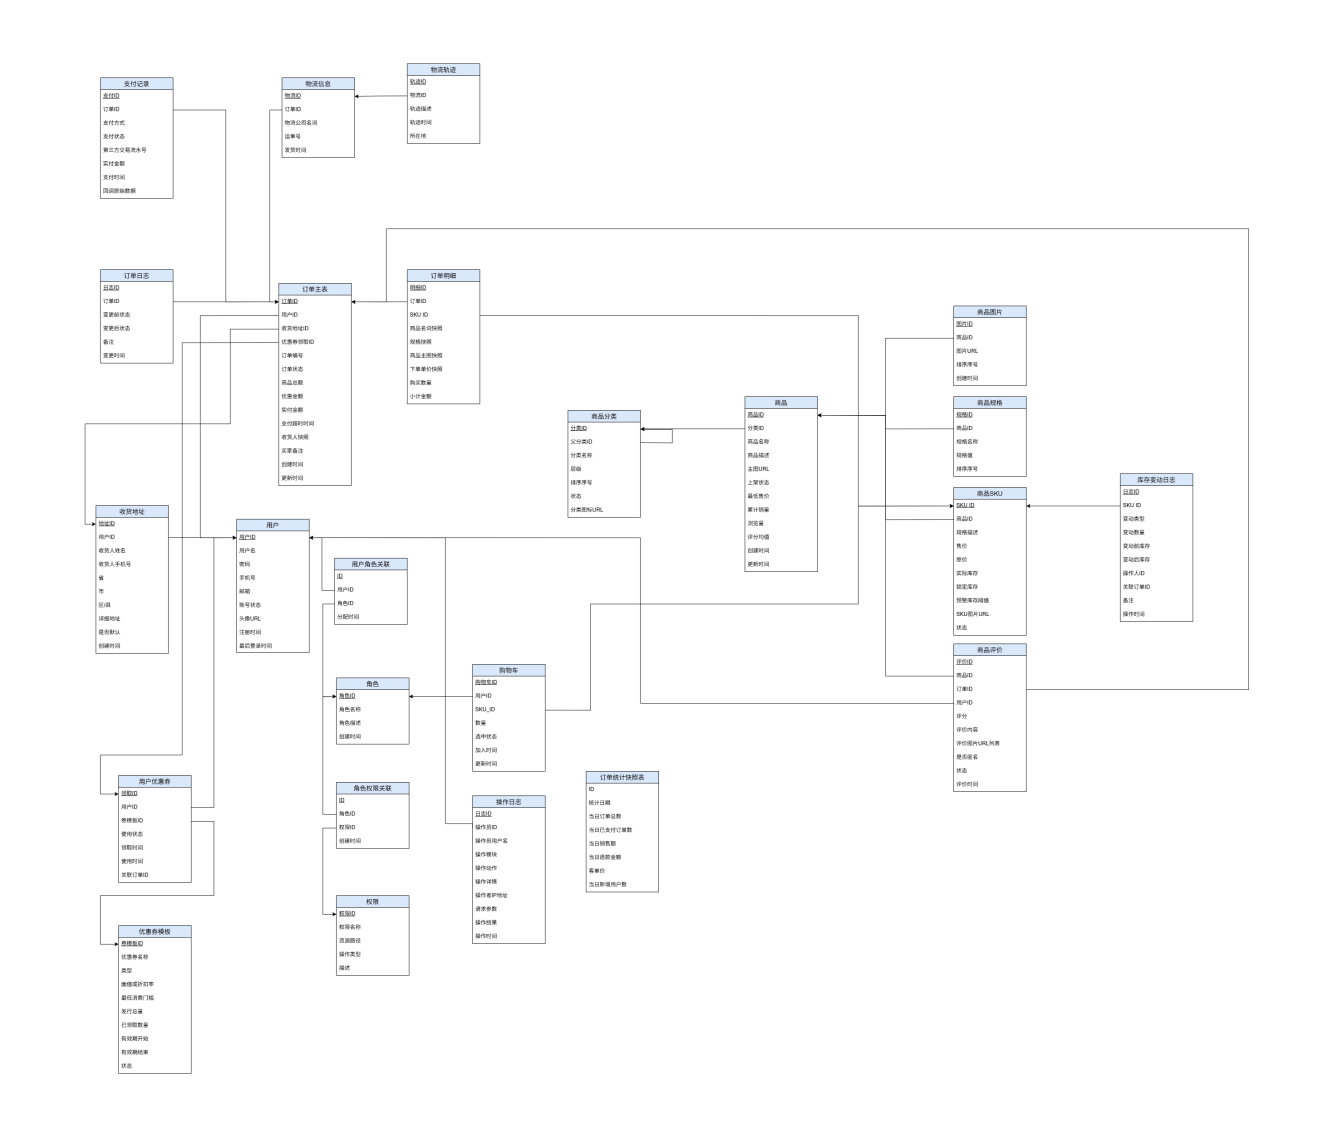 支付记录
支付ID
订单ID
支付方式
支付状态
第三方交易流水号
实付金额
支付时间
回调原始数据
物流信息
物流ID
订单ID
物流公司名词
运单号
发货时间
物流轨迹
轨迹ID
物流ID
轨迹描述
轨迹时间
所在地
订单日志
日志ID
订单ID
变更前状态
变更后状态
备注
变更时间
订单主表
订单ID
用户ID
收货地址ID
优惠券领取ID
订单编号
订单状态
商品总额
优惠金额
实付金额
支付超时时间
收货人快照
买家备注
创建时间
更新时间
订单明细
明细ID
订单ID
SKU ID
商品名词快照
规格快照
商品主图快照
下单单价快照
购买数量
小计金额
商品图片
图片ID
商品ID
图片URL
排序序号
创建时间
商品规格
规格ID
商品ID
规格名称
规格值
排序序号
商品
商品ID
分类ID
商品名称
商品描述
主图URL
上架状态
最低售价
累计销量
浏览量
评分均值
创建时间
更新时间
商品分类
分类ID
父分类ID
分类名称
层级
排序序号
状态
分类图标URL
商品SKU
SKU ID
商品ID
规格描述
售价
原价
实际库存
锁定库存
预警库存阈值
SKU图片URL
状态
库存变动日志
日志ID
SKU ID
变动类型
变动数量
变动前库存
变动后库存
操作人ID
关联订单ID
备注
操作时间
收货地址
地址ID
用户ID
收货人姓名
收货人手机号
省
市
区/县
详细地址
是否默认
创建时间
用户
用户ID
用户名
密码
手机号
邮箱
账号状态
头像URL
注册时间
最后登录时间
用户角色关联
ID
用户ID
角色ID
分配时间
商品评价
评价ID
商品ID
订单ID
用户ID
评分
评价内容
评价图片URL列表
是否匿名
状态
评价时间
角色
角色ID
角色名称
角色描述
创建时间
购物车
购物车ID
用户ID
SKU_ID
数量
选中状态
加入时间
更新时间
用户优惠券
领取ID
用户ID
券模板ID
使用状态
领取时间
使用时间
关联订单ID
角色权限关联
ID
角色ID
权限ID
创建时间
操作日志
日志ID
操作员ID
操作员用户名
操作模块
操作动作
操作详情
操作者IP地址
请求参数
操作结果
操作时间
订单统计快照表
ID
统计日期
当日订单总数
当日已支付订单数
当日销售额
当日退款金额
客单价
当日新增用户数
权限
权限ID
权限名称
资源路径
操作类型
描述
优惠券模板
券模板ID
优惠券名称
类型
面值或折扣率
最低消费门槛
发行总量
已领取数量
有效期开始
有效期结束
状态